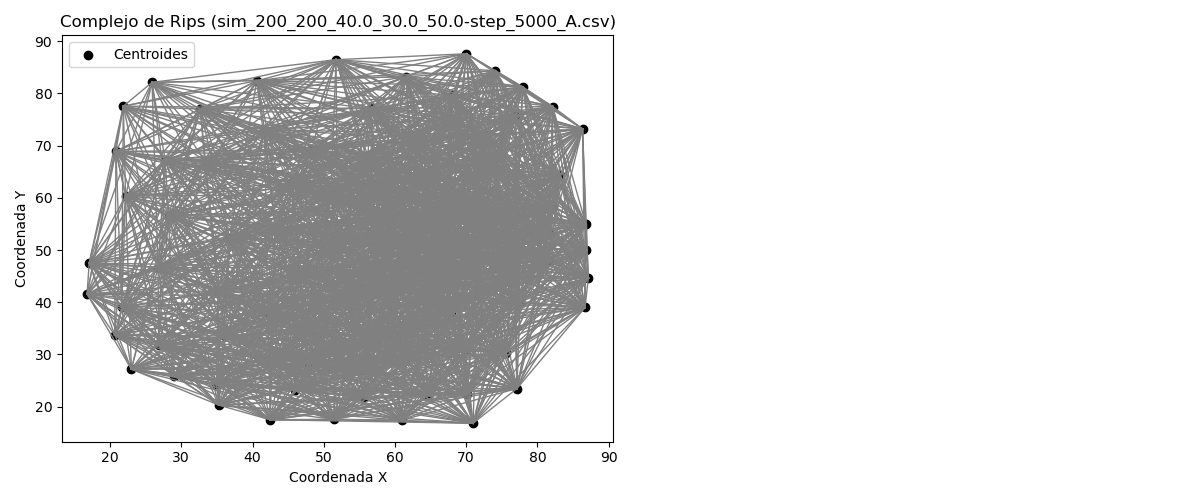 Complejo de Rips (sim_200_200_40.0_30.0_50.0-step_5000_A.csv)
Centroides
90
80
70
60
50
40
30
20
Coordenada Y
20 30 40 50 60 70 80 90
Coordenada X